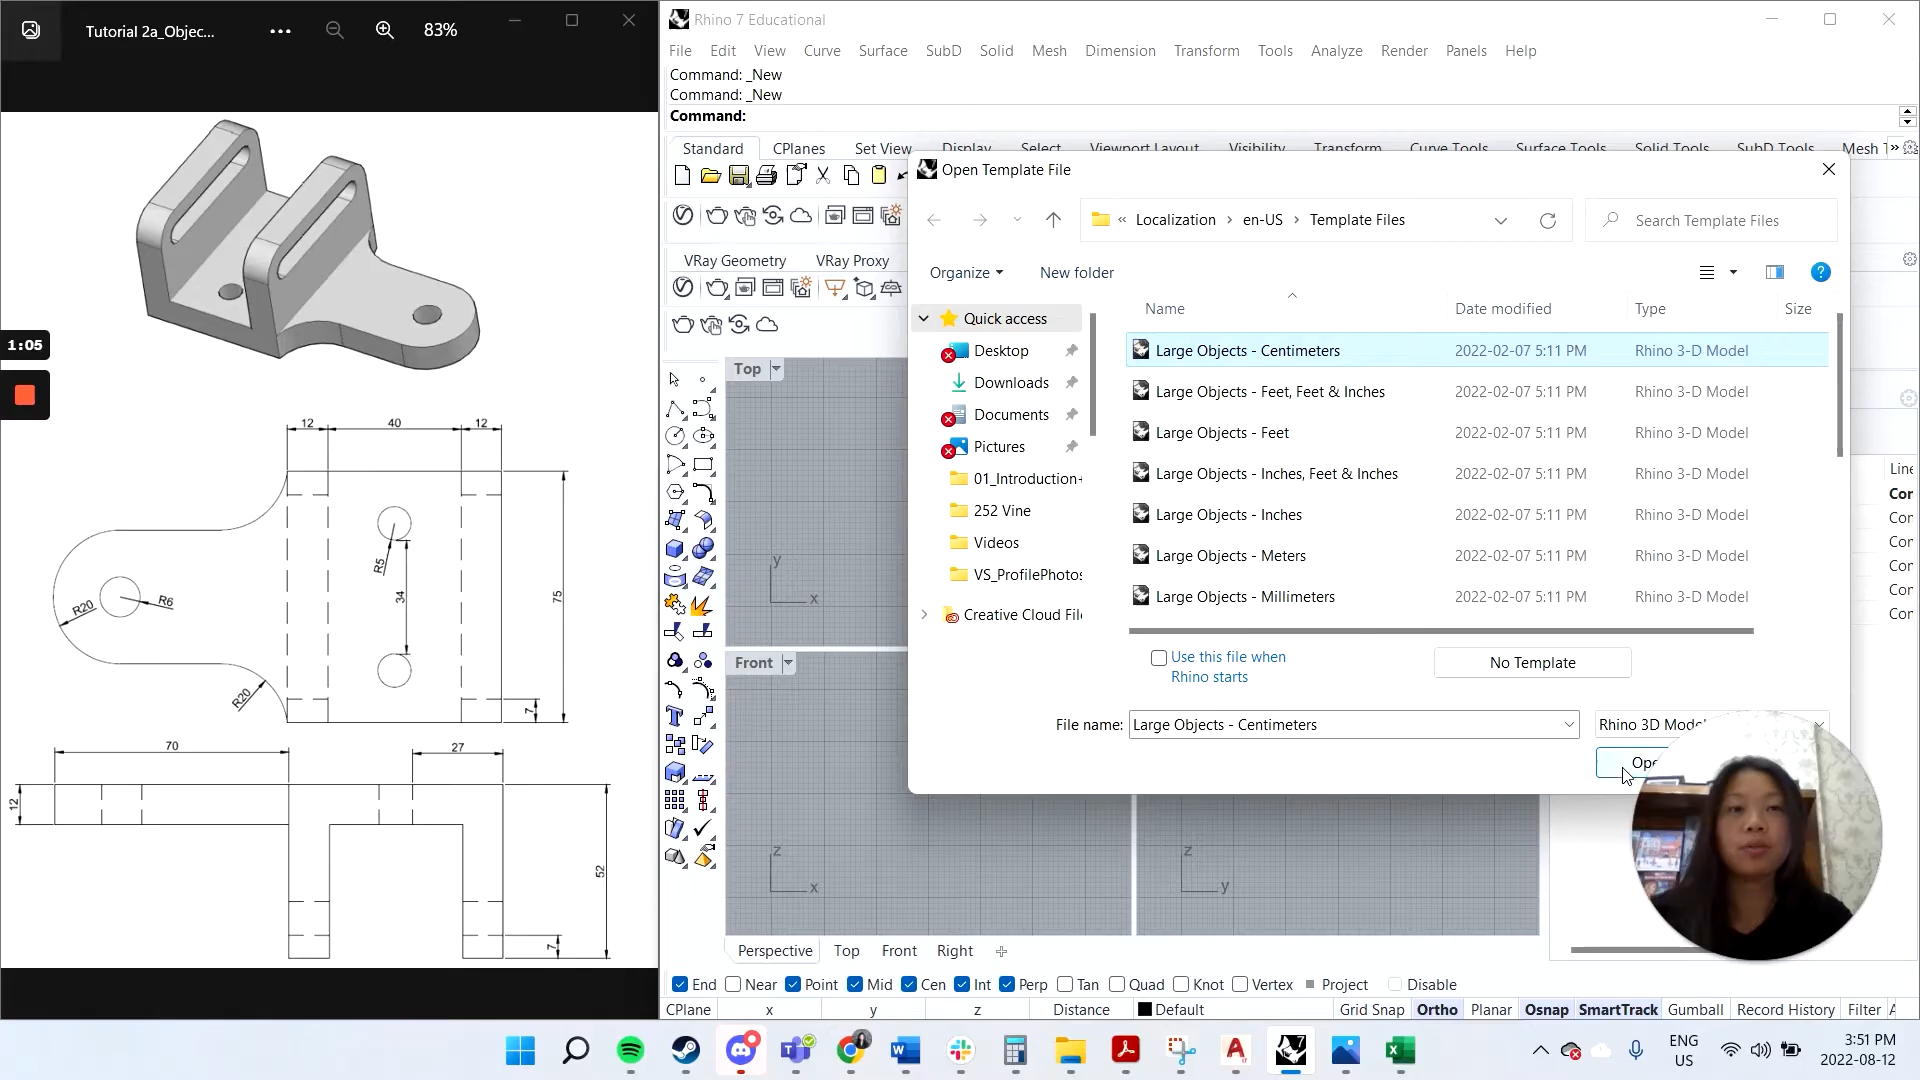 Tutorial 2a_Objec...
83%
1:05
12
40
12
R5
34
75
R20
R6
R20
7
70
27
12
52
7
Rhino 7 Educational
File Edit View Curve Surface SubD Solid Mesh Dimension Transform Tools Analyze Render Panels Help
Command: _New
Command: _New
Command:
Standard CPlanes Set View Display Select Viewport Layout Visibility Transform Curve Tools Surface Tools Solid Tools SubD Tools Mesh T »
VRay Geometry VRay Proxy
Top
y
x
Front
z
x
z
y
Open Template File
« Localization › en-US › Template Files
Search Template Files
Organize
New folder
Name Date modified Type Size
Quick access
Desktop
Downloads
Documents
Pictures
01_Introduction+
252 Vine
Videos
VS_ProfilePhotos
Creative Cloud File
Large Objects - Centimeters 2022-02-07 5:11 PM Rhino 3-D Model
Large Objects - Feet, Feet & Inches 2022-02-07 5:11 PM Rhino 3-D Model
Large Objects - Feet 2022-02-07 5:11 PM Rhino 3-D Model
Large Objects - Inches, Feet & Inches 2022-02-07 5:11 PM Rhino 3-D Model
Large Objects - Inches 2022-02-07 5:11 PM Rhino 3-D Model
Large Objects - Meters 2022-02-07 5:11 PM Rhino 3-D Model
Large Objects - Millimeters 2022-02-07 5:11 PM Rhino 3-D Model
Use this file when
Rhino starts
No Template
File name: Large Objects - Centimeters
Rhino 3D Model
Ope
Line
Cor
Cor
Cor
Cor
Cor
Cor
Perspective Top Front Right
End Near Point Mid Cen Int Perp Tan Quad Knot Vertex Project Disable
CPlane x y z Distance Default Grid Snap Ortho Planar Osnap SmartTrack Gumball Record History Filter A
ENG
US
3:51 PM
2022-08-12